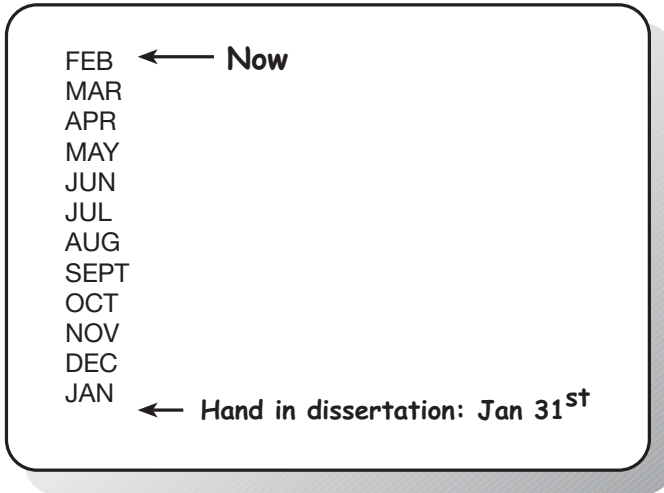 FEB Now
MAR
APR
MAY
JUN
JUL
AUG
SEPT
OCT
NOV
DEC
JAN
Hand in dissertation: Jan 31st